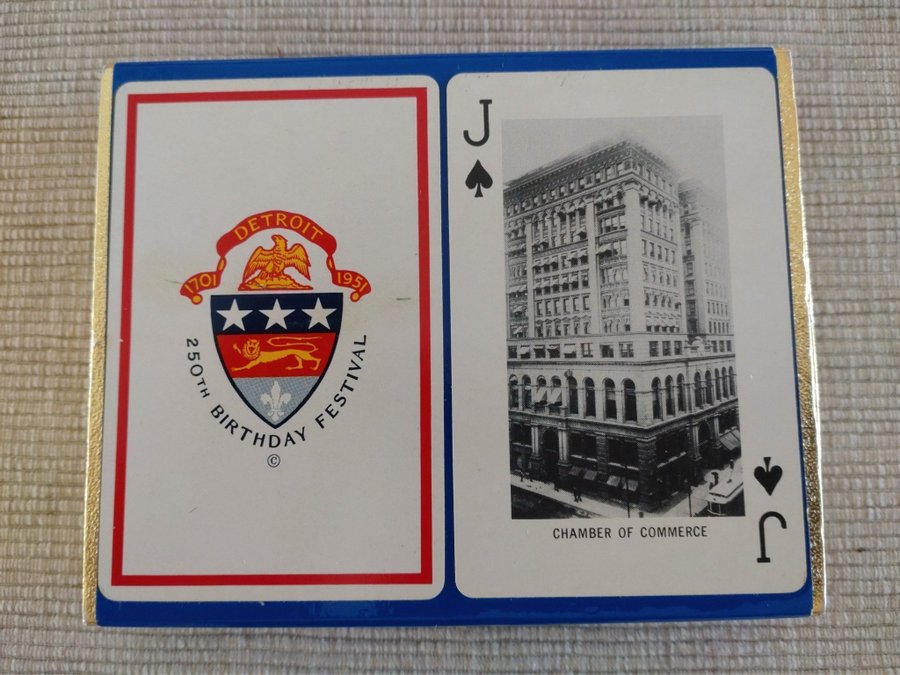 DETROIT
1701 1951
250TH BIRTHDAY FESTIVAL
©
J
CHAMBER OF COMMERCE
J